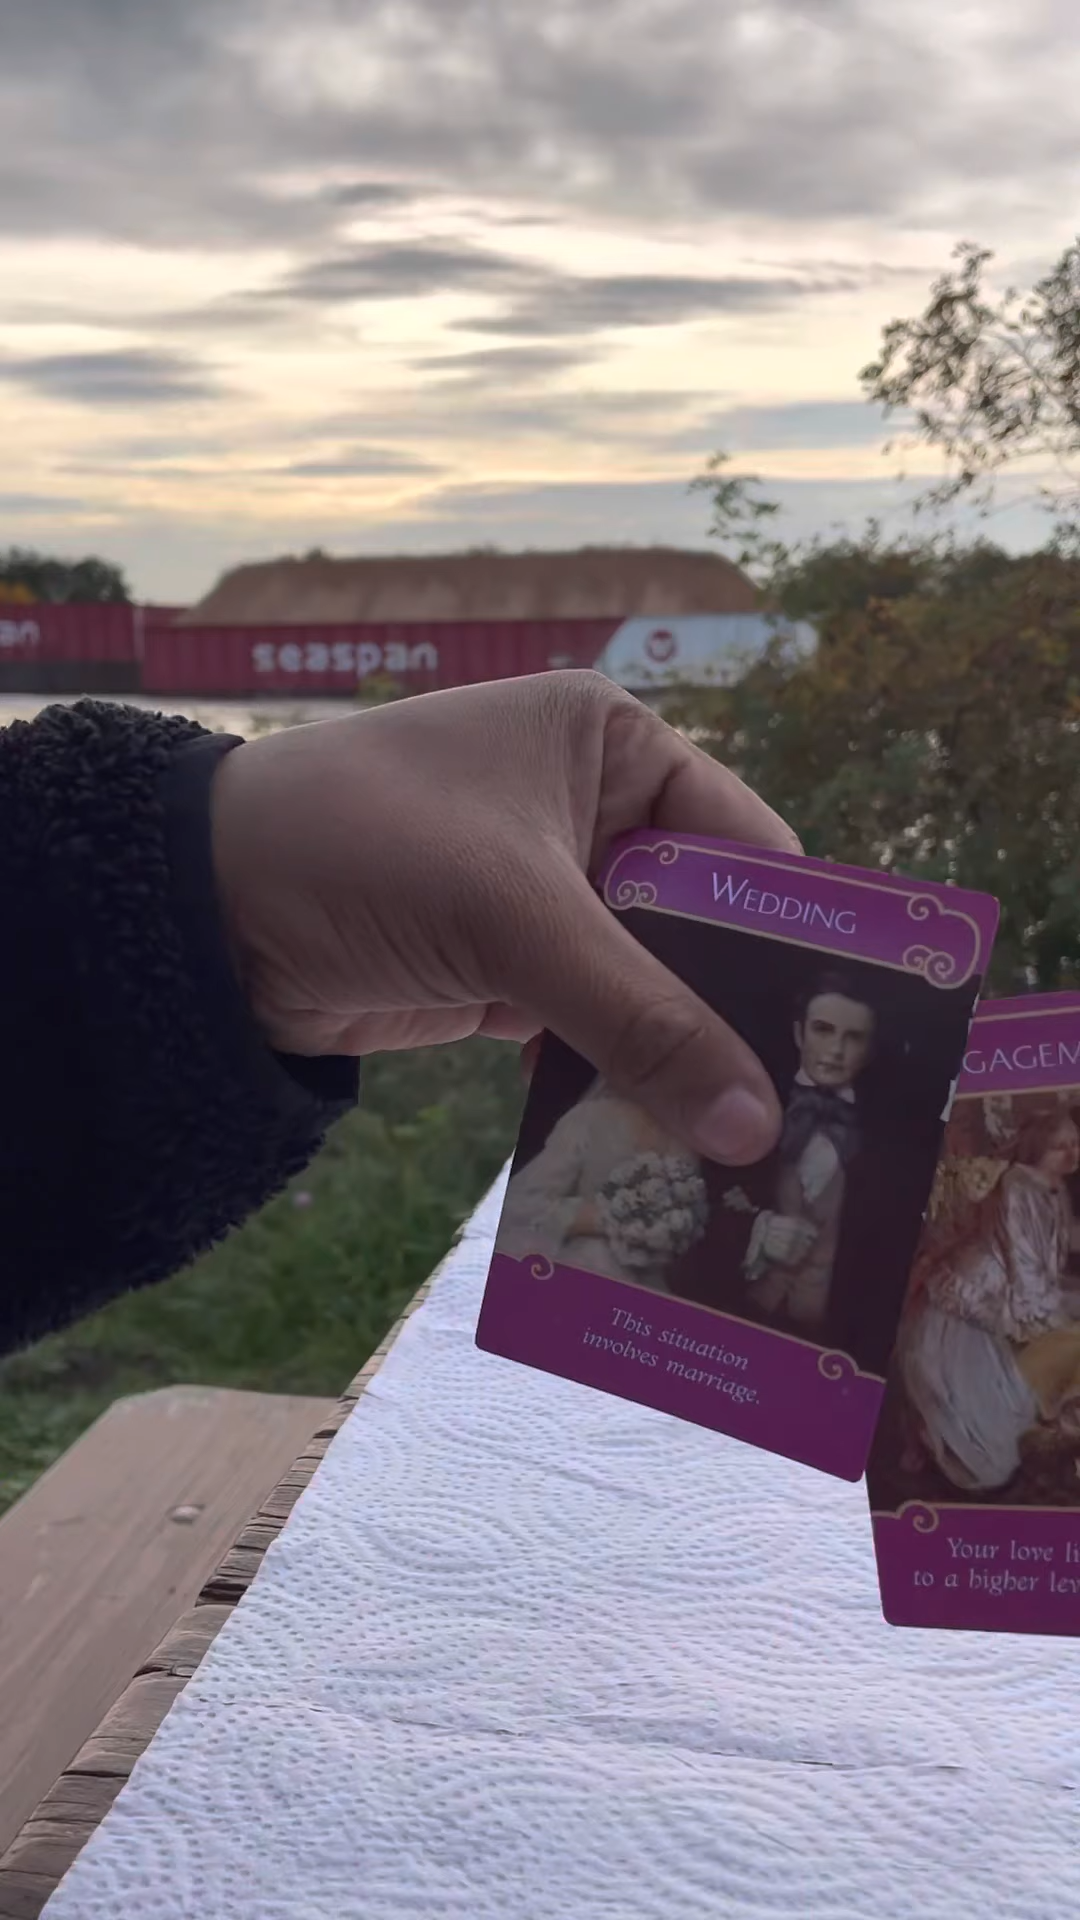 an
seaspan
WEDDING
This situation
involves marriage.
GAGEM
Your love li
to a higher lev